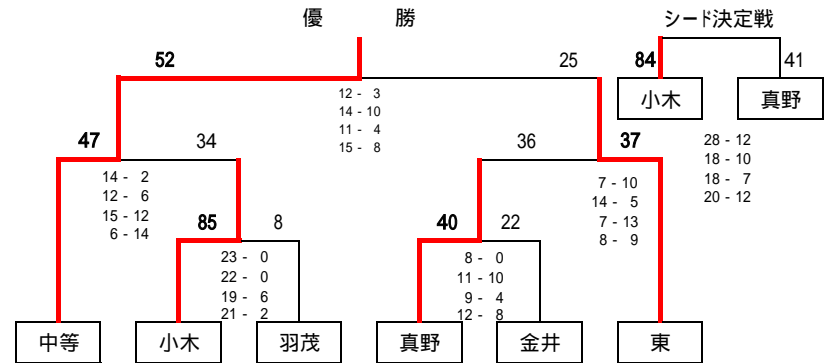 優 勝
シード決定戦
52 25
84 41
小木 真野
12 - 3
14 - 10
11 - 4
15 - 8
28 - 12
18 - 10
18 - 7
20 - 12
47 34
36 37
14 - 2
12 - 6
15 - 12
6 - 14
7 - 10
14 - 5
7 - 13
8 - 9
85 8
40 22
23 - 0
22 - 0
19 - 6
21 - 2
8 - 0
11 - 10
9 - 4
12 - 8
中等 小木 羽茂 真野 金井 東